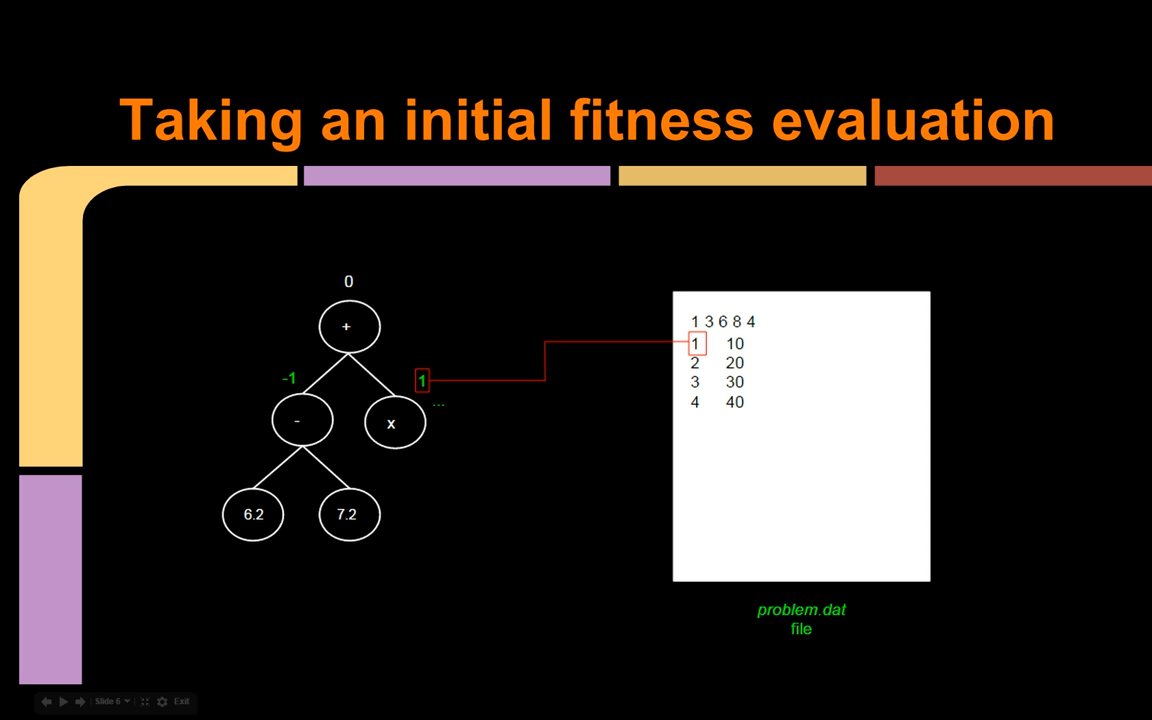 Taking an initial fitness evaluation
0
+
-1
1
...
-
x
6.2
7.2
1 3 6 8 4
1 10
2 20
3 30
4 40
problem.dat
file
Slide 6
Exit